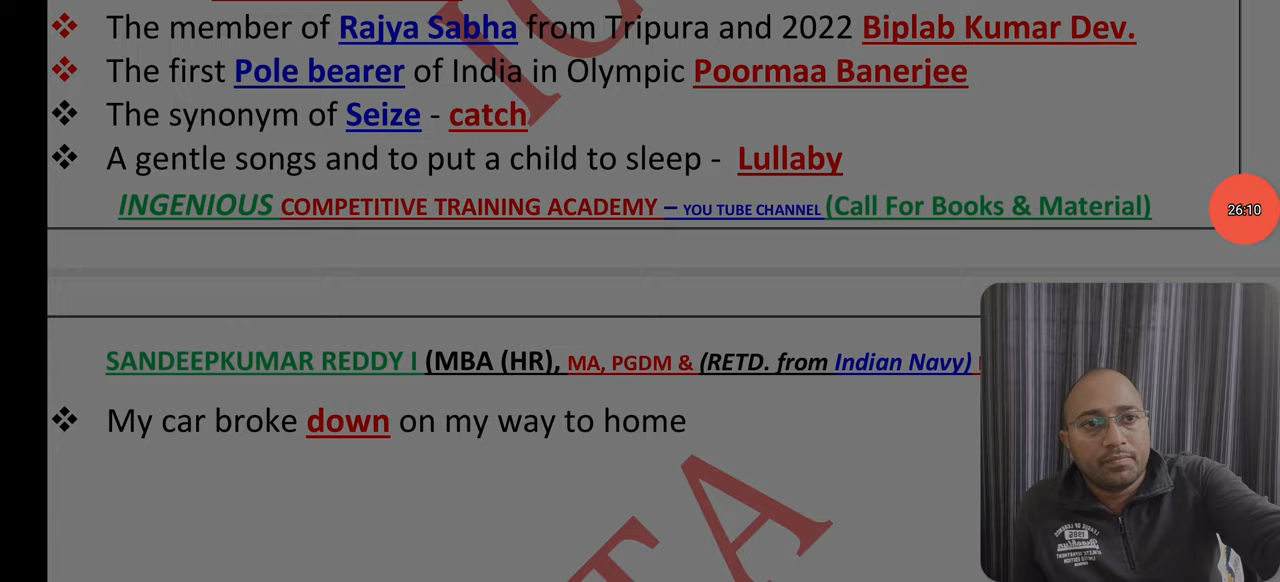 ❖ The member of Rajya Sabha from Tripura and 2022 Biplab Kumar Dev.
❖ The first Pole bearer of India in Olympic Poormaa Banerjee
❖ The synonym of Seize - catch
❖ A gentle songs and to put a child to sleep - Lullaby
INGENIOUS COMPETITIVE TRAINING ACADEMY – YOU TUBE CHANNEL (Call For Books & Material)
26:10
SANDEEPKUMAR REDDY I (MBA (HR), MA, PGDM & (RETD. from Indian Navy)
❖ My car broke down on my way to home
TA